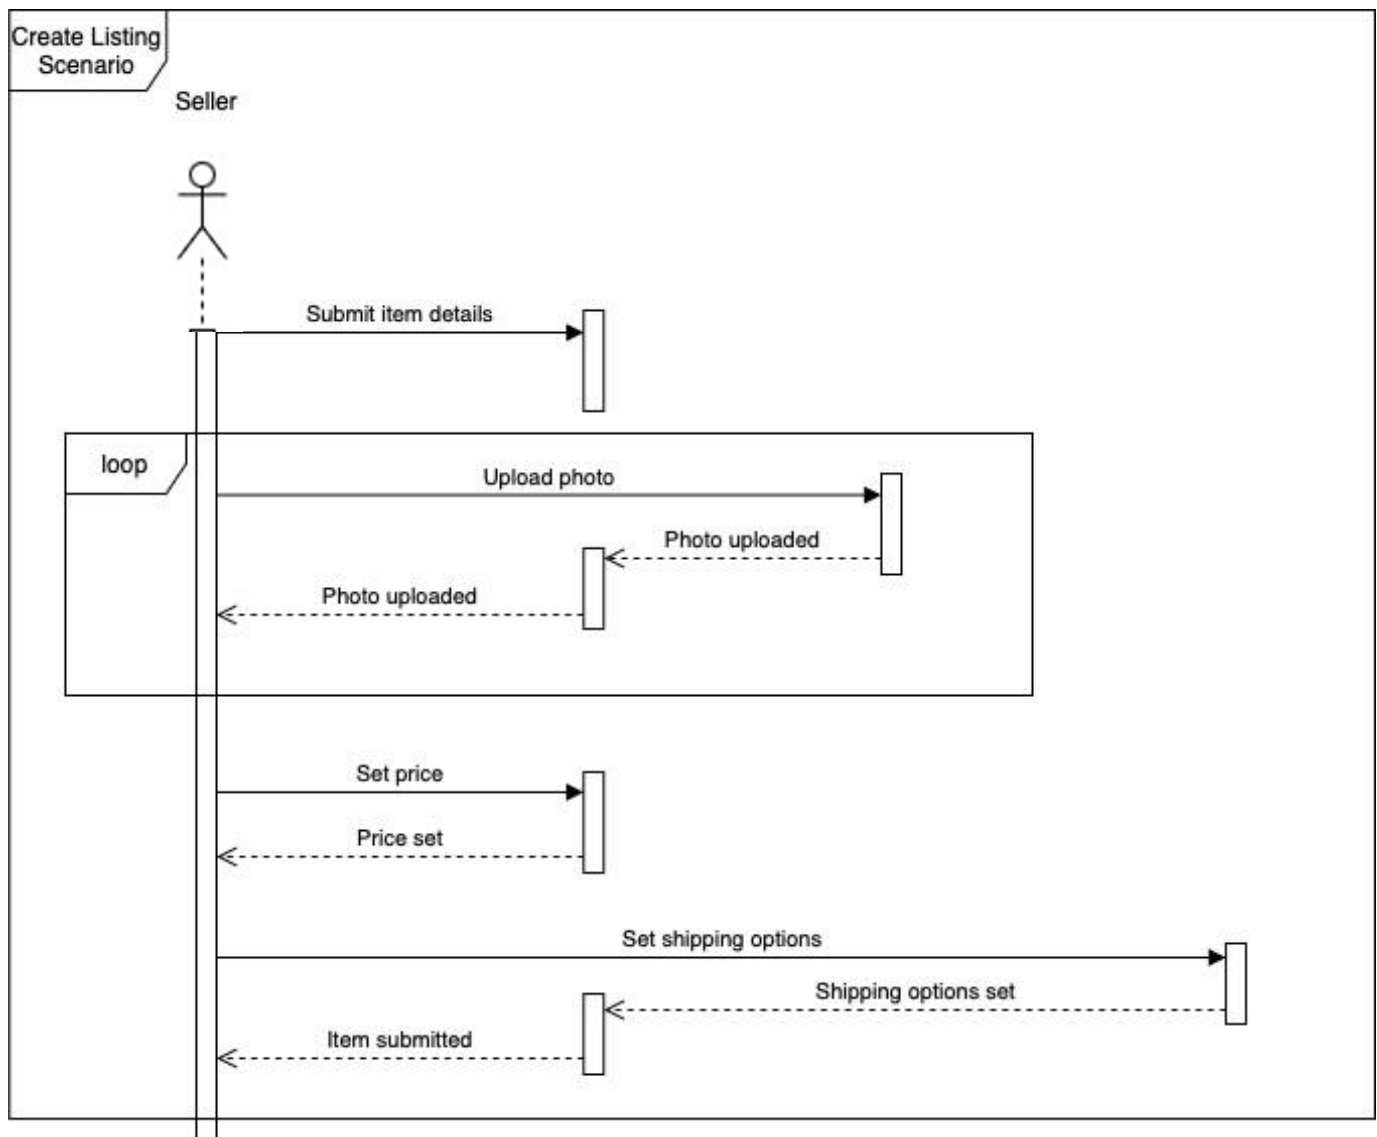 Create Listing
Scenario
Seller
Submit item details
loop
Upload photo
Photo uploaded
Photo uploaded
Set price
Price set
Set shipping options
Shipping options set
Item submitted